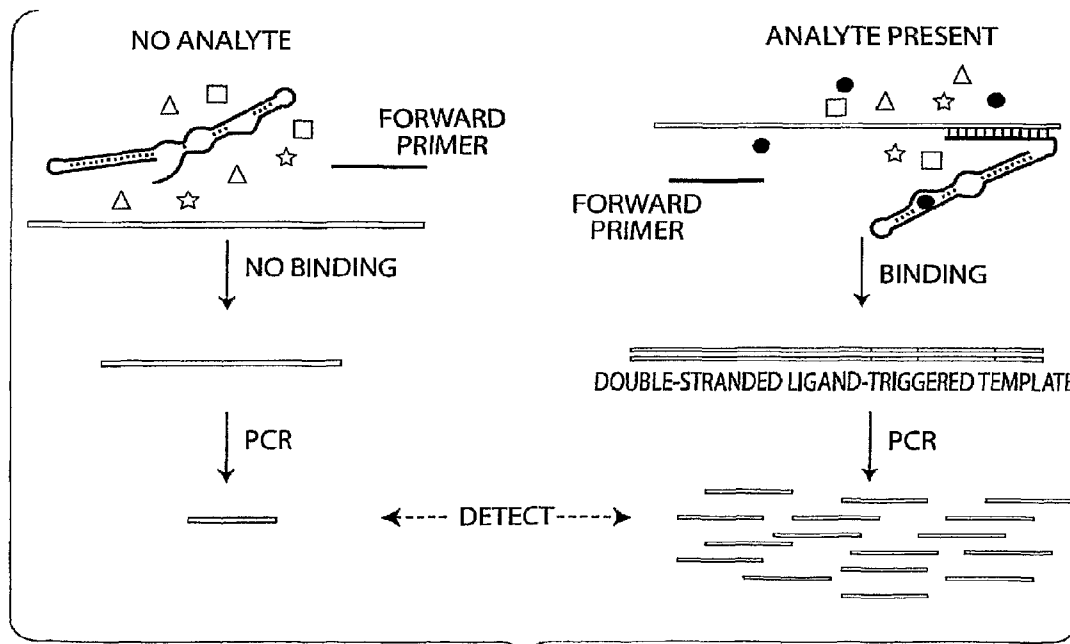 NO ANALYTE
FORWARD
PRIMER
NO BINDING
PCR
ANALYTE PRESENT
FORWARD
PRIMER
BINDING
DOUBLE-STRANDED LIGAND-TRIGGERED TEMPLATE
PCR
DETECT